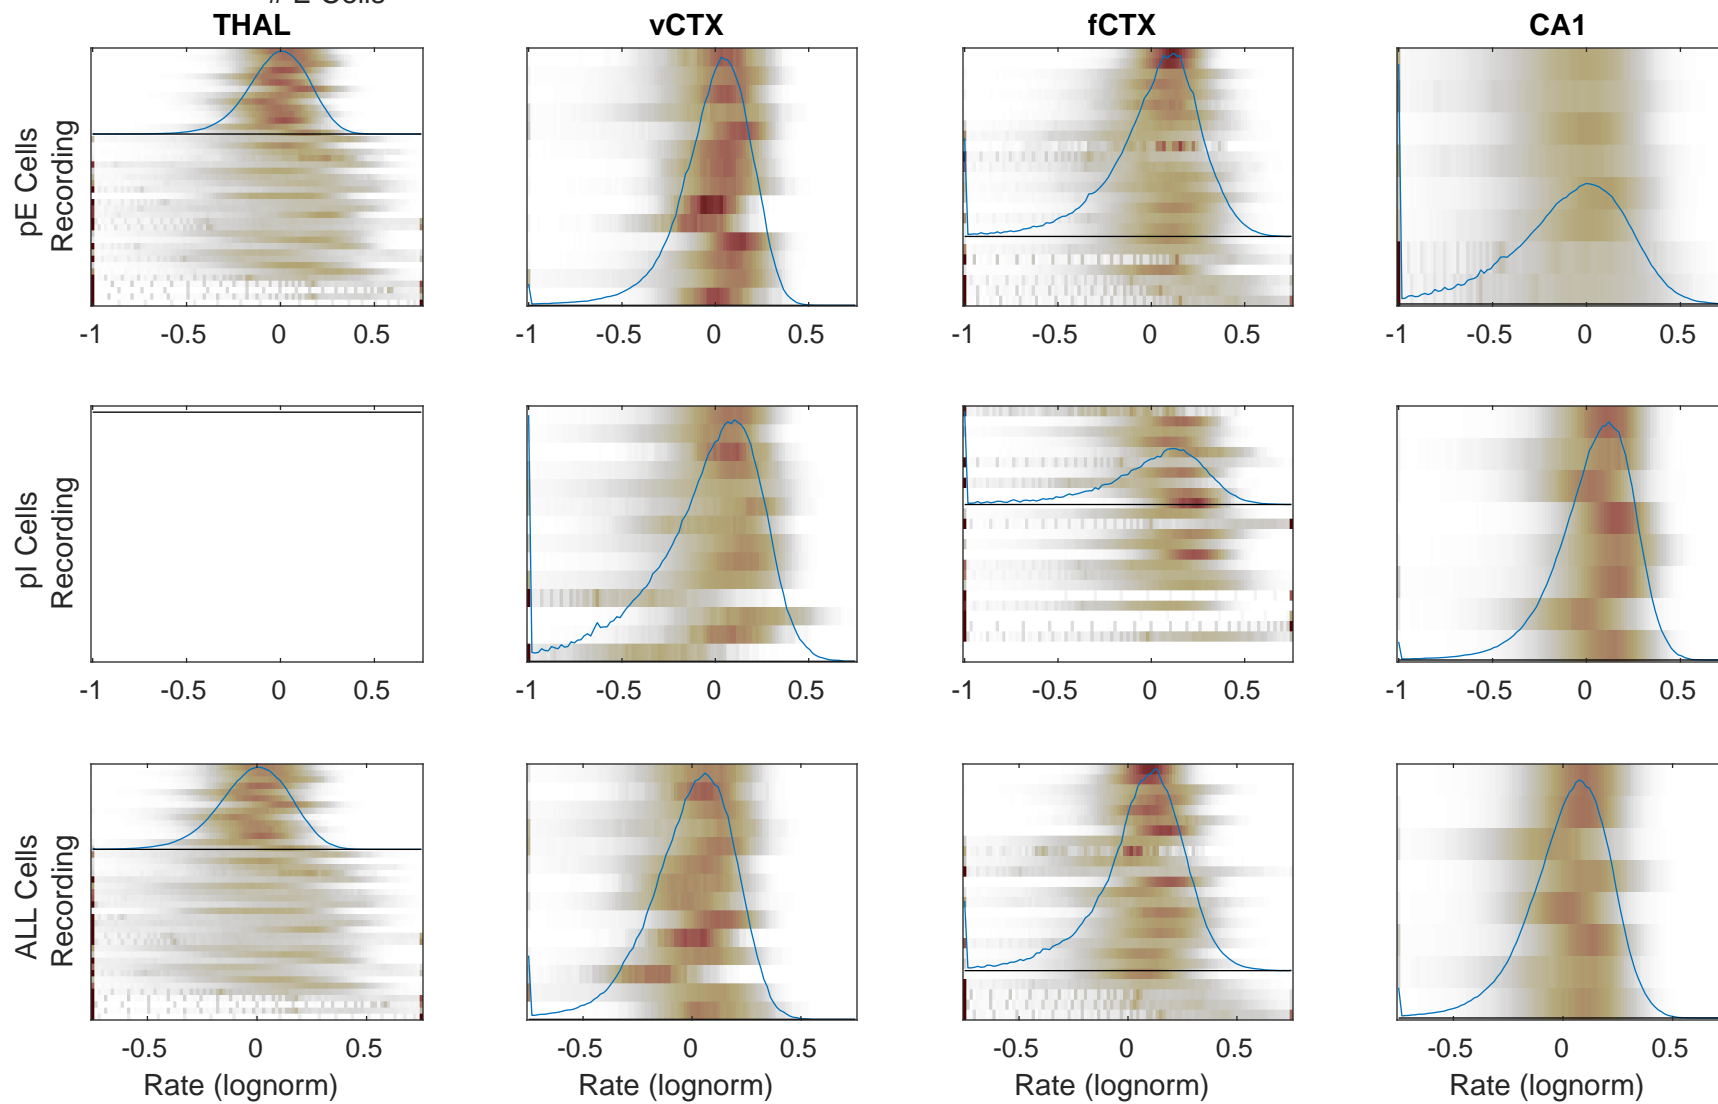 THAL vCTX fCTX CA1
pE Cells
Recording
-1 -0.5 0 0.5 -1 -0.5 0 0.5 -1 -0.5 0 0.5 -1 -0.5 0 0.5
pI Cells
Recording
-1 -0.5 0 0.5 -1 -0.5 0 0.5 -1 -0.5 0 0.5 -1 -0.5 0 0.5
ALL Cells
Recording
-0.5 0 0.5 -0.5 0 0.5 -0.5 0 0.5 -0.5 0 0.5
Rate (lognorm) Rate (lognorm) Rate (lognorm) Rate (lognorm)